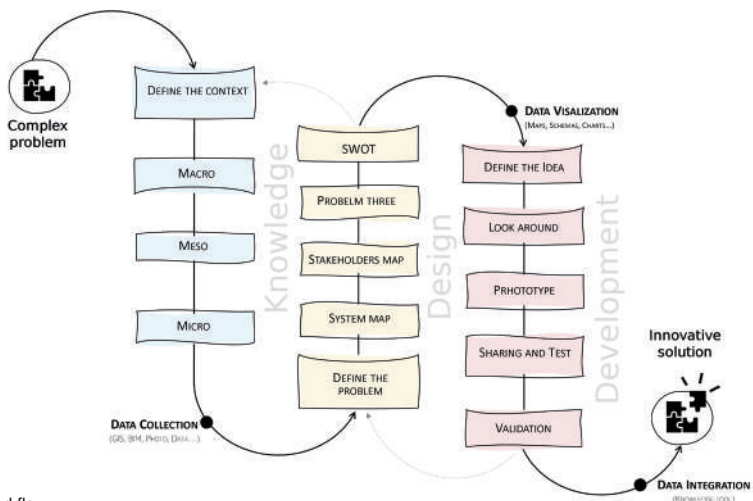 Complex
problem
DEFINE THE CONTEXT
MACRO
MESO
MICRO
DATA COLLECTION
(GIS, BIM, PHOTO, DATA...)
Knowledge
SWOT
PROBELM THREE
STAKEHOLDERS MAP
SYSTEM MAP
DEFINE THE
PROBLEM
Design
DATA VISALIZATION
(MAPS, SCHEMAS, CHARTS...)
DEFINE THE IDEA
LOOK AROUND
PRHOTOTYPE
SHARING AND TEST
VALIDATION
Development
Innovative
solution
DATA INTEGRATION